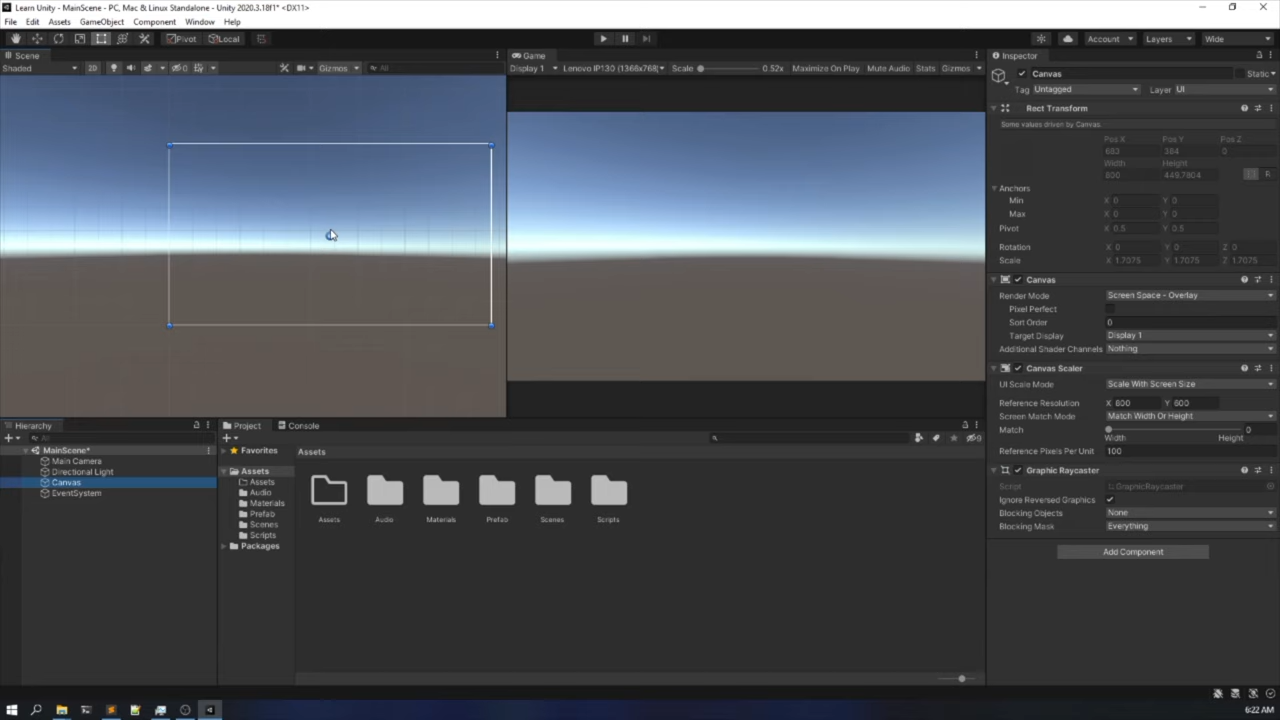 Learn Unity - MainScene - PC, Mac & Linux Standalone - Unity 2020.3.18f1* <DX11>
File Edit Assets GameObject Component Window Help
Pivot Local Account Layers Wide
Scene
Shaded 2D 0 Gizmos All
Game
Display 1 Lenovo IP130 (1368x768) Scale 0.52x Maximize On Play Mute Audio Stats Gizmos
Inspector
Canvas Static
Tag Untagged Layer UI
Rect Transform
Some values driven by Canvas.
Pos X Pos Y Pos Z
683 384 0
Width Height
800 449.7804 R
Anchors
Min X 0 Y 0
Max X 0 Y 0
Pivot X 0.5 Y 0.5
Rotation X 0 Y 0 Z 0
Scale X 1.7075 Y 1.7075 Z 1.7075
Canvas
Render Mode Screen Space - Overlay
Pixel Perfect
Sort Order 0
Target Display Display 1
Additional Shader Channels Nothing
Canvas Scaler
UI Scale Mode Scale With Screen Size
Reference Resolution X 800 Y 600
Screen Match Mode Match Width Or Height
Match 0
Width Height
Reference Pixels Per Unit 100
Graphic Raycaster
Script GraphicRaycaster
Ignore Reversed Graphics
Blocking Objects None
Blocking Mask Everything
Add Component
Hierarchy
All
MainScene*
Main Camera
Directional Light
Canvas
EventSystem
Project Console
Favorites
Assets
Assets
Audio
Materials
Prefab
Scenes
Scripts
Packages
Assets
Assets Audio Materials Prefab Scenes Scripts
6:22 AM